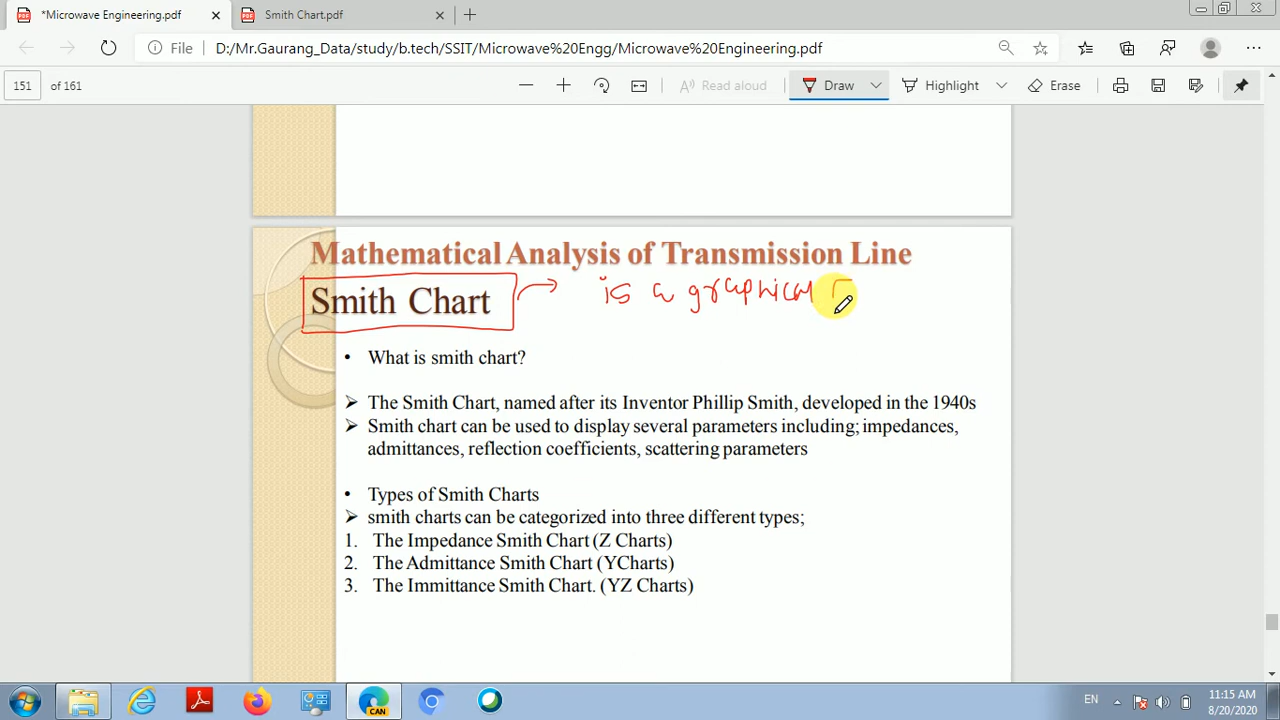 *Microwave Engineering.pdf
Smith Chart.pdf
File
D:/Mr.Gaurang_Data/study/b.tech/SSIT/Microwave%20Engg/Microwave%20Engineering.pdf
151 of 161
Read aloud
Draw
Highlight
Erase
Mathematical Analysis of Transmission Line
Smith Chart
is a graphical
• What is smith chart?
➢ The Smith Chart, named after its Inventor Phillip Smith, developed in the 1940s
➢ Smith chart can be used to display several parameters including; impedances,
admittances, reflection coefficients, scattering parameters
• Types of Smith Charts
➢ smith charts can be categorized into three different types;
1. The Impedance Smith Chart (Z Charts)
2. The Admittance Smith Chart (YCharts)
3. The Immittance Smith Chart. (YZ Charts)
CAN
EN
11:15 AM
8/20/2020